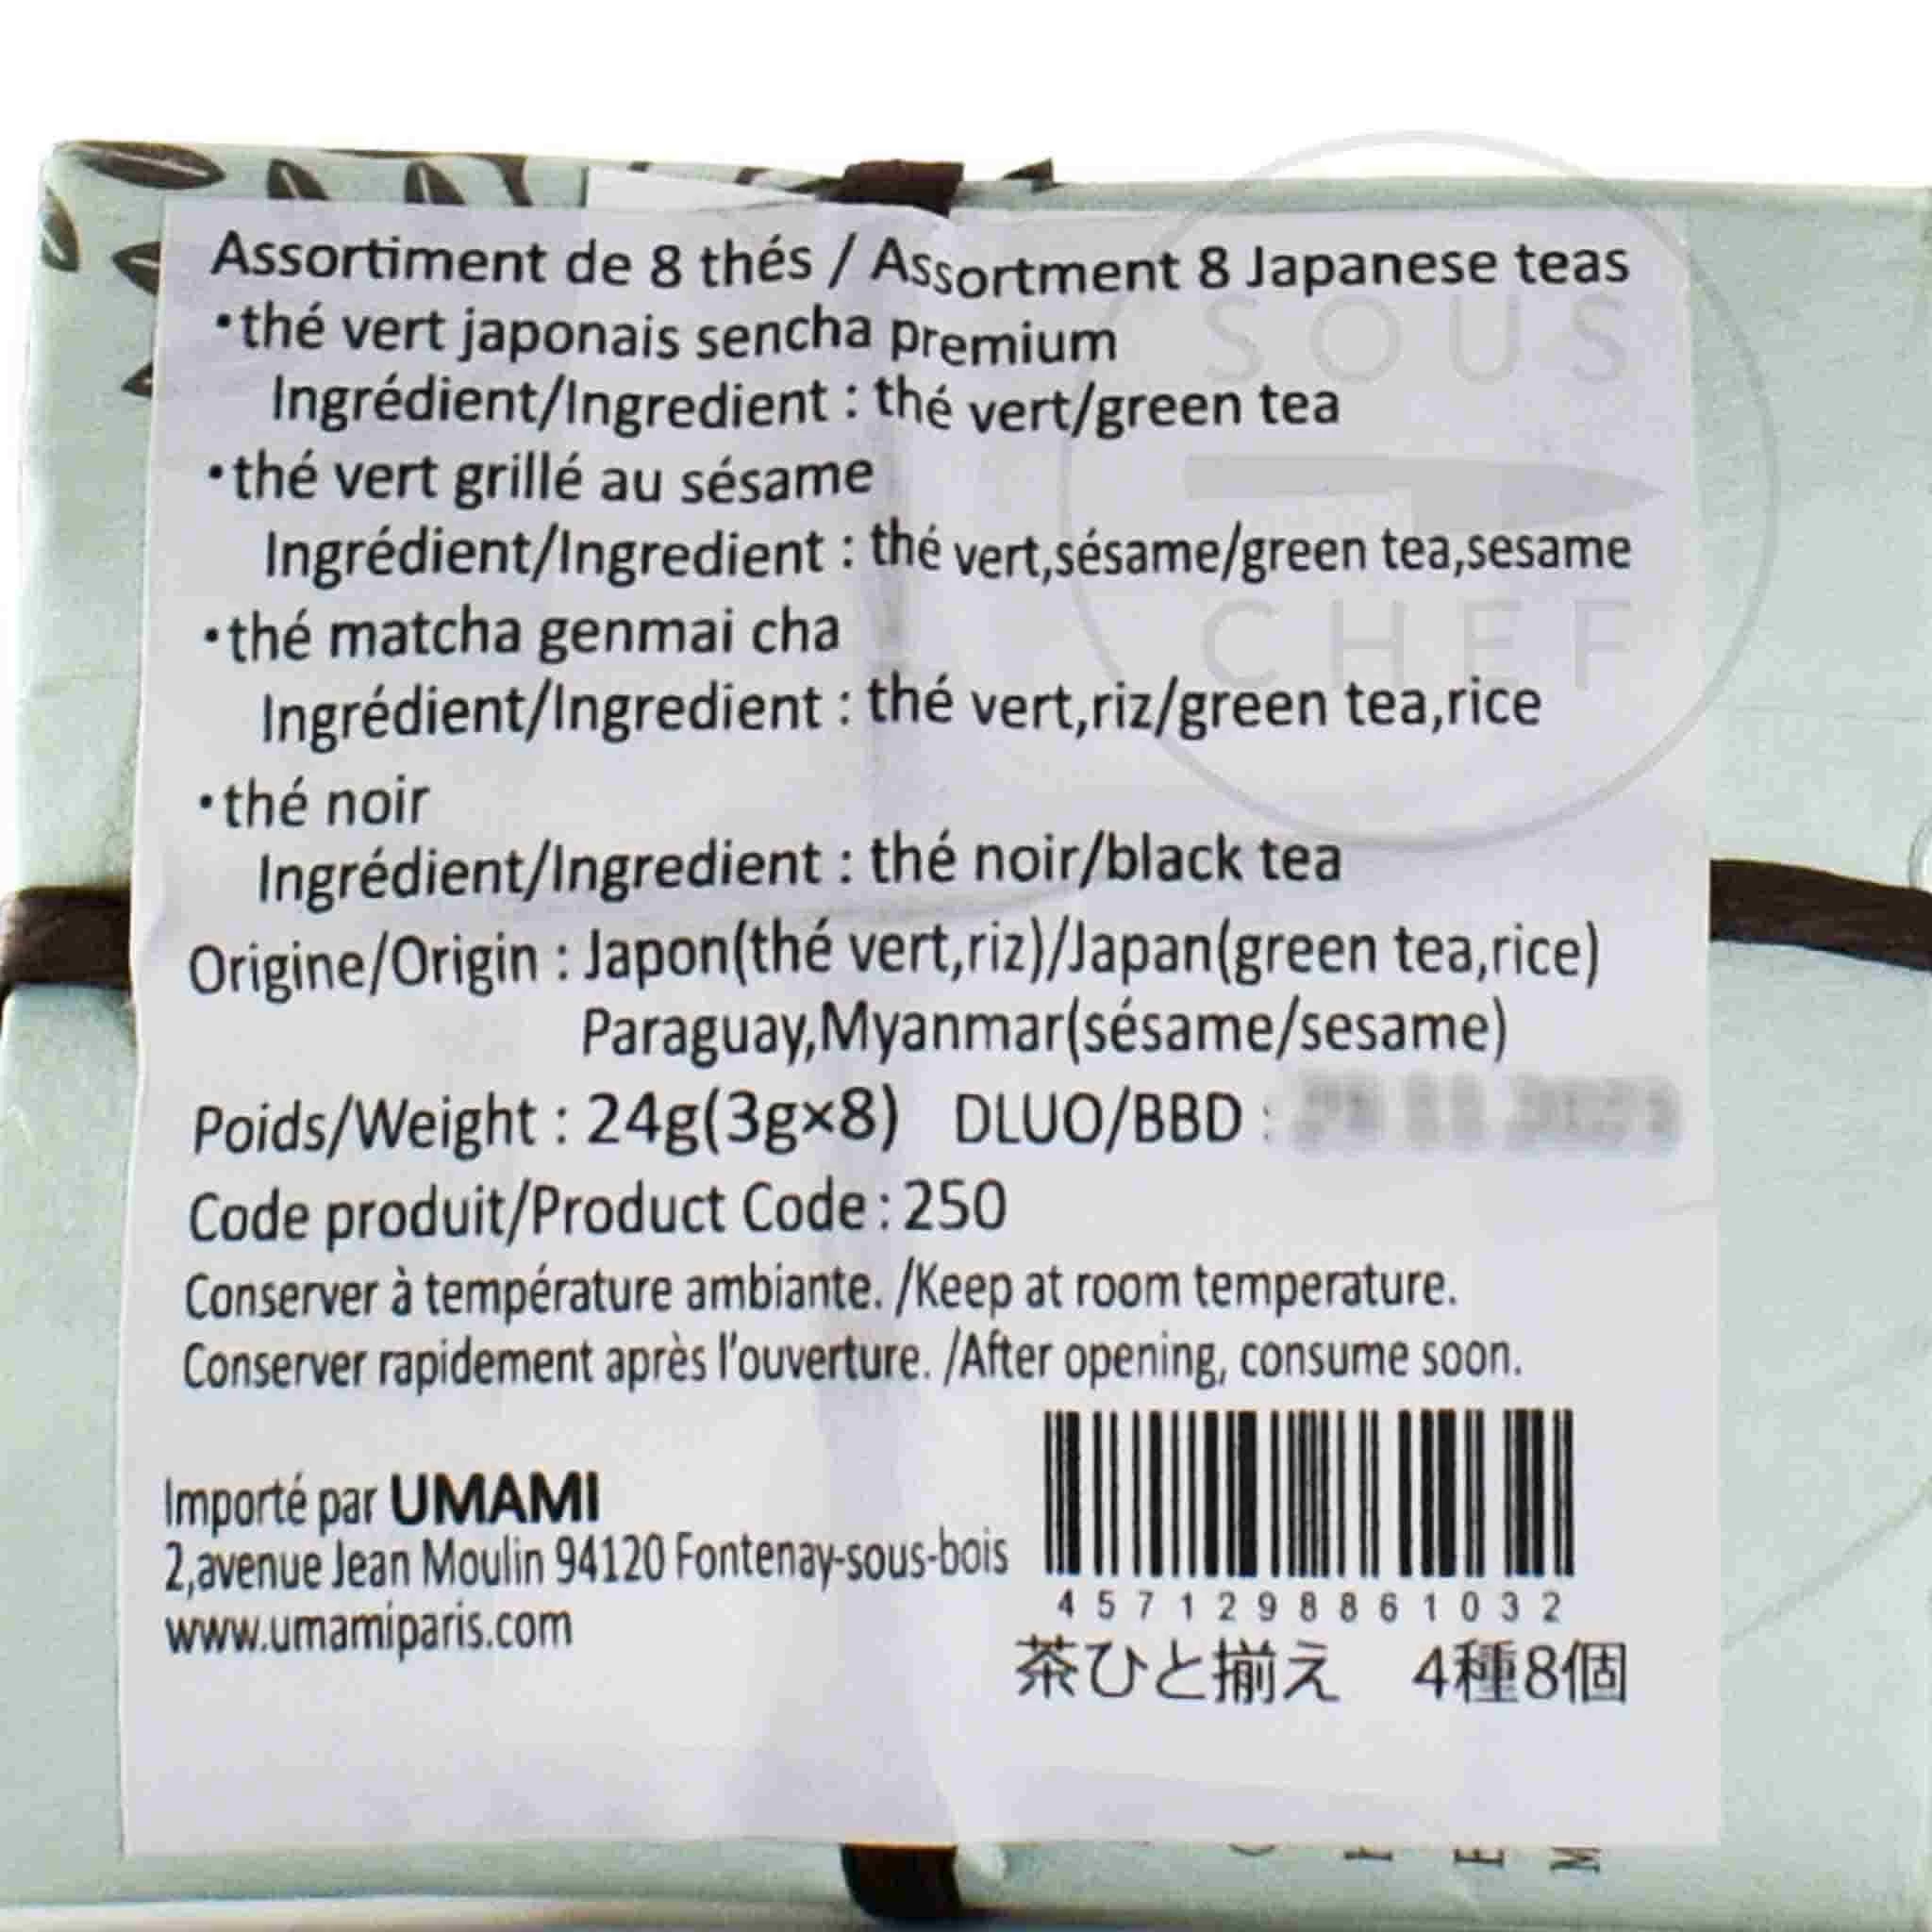 Assortiment de 8 thés / Assortment 8 Japanese teas
・thé vert japonais sencha premium
Ingrédient/Ingredient : thé vert/green tea
・thé vert grillé au sésame
Ingrédient/Ingredient : thé vert,sésame/green tea,sesame
・thé matcha genmai cha
Ingrédient/Ingredient : thé vert,riz/green tea,rice
・thé noir
Ingrédient/Ingredient : thé noir/black tea
Origine/Origin : Japon(thé vert,riz)/Japan(green tea,rice)
Paraguay,Myanmar(sésame/sesame)
Poids/Weight : 24g(3g×8) DLUO/BBD :
Code produit/Product Code : 250
Conserver à température ambiante. /Keep at room temperature.
Conserver rapidement après l'ouverture. /After opening, consume soon.
Importé par UMAMI
2,avenue Jean Moulin 94120 Fontenay-sous-bois
www.umamiparis.com
4571298861032
茶ひと揃え 4種8個
SOUS
CHEF